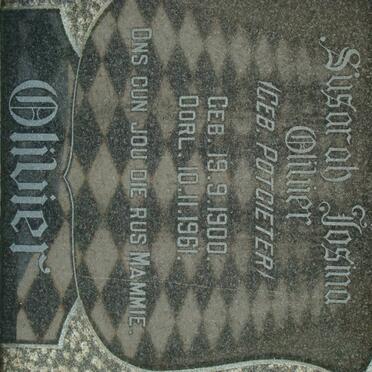 Susarah Josina
Olivier
(GEB. POTGIETER)
GEB. 19.9.1900
OORL. 10.11.1961.
ONS GUN JOU DIE RUS MAMMIE.
Olivier